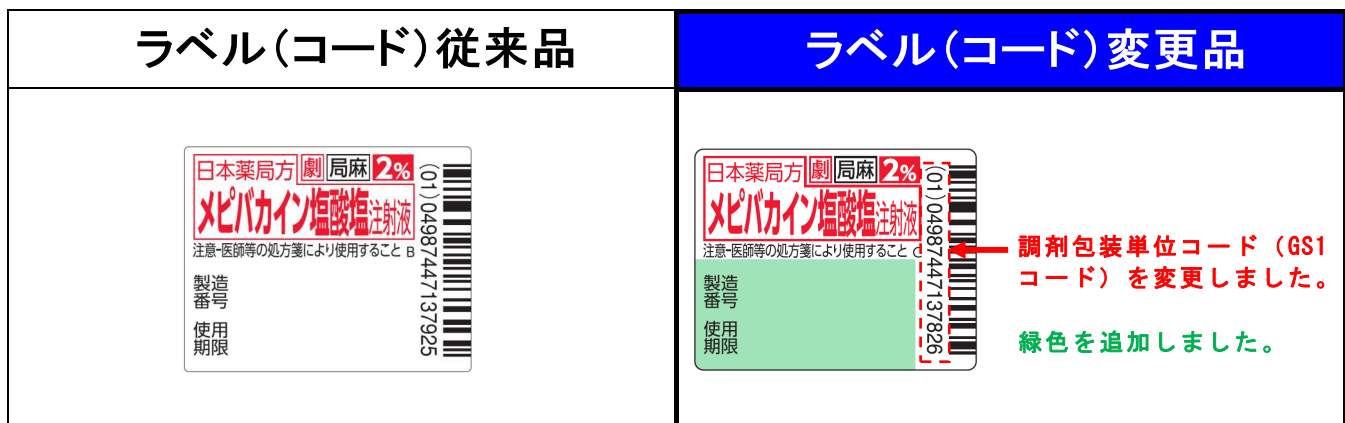 ラベル（コード）従来品
ラベル（コード）変更品
日本薬局方 劇 局麻 2%
メピバカイン塩酸塩注射液
注意-医師等の処方箋により使用すること B
製造
番号
使用
期限
(01)04987447137925
日本薬局方 劇 局麻 2%
メピバカイン塩酸塩注射液
注意-医師等の処方箋により使用すること C
製造
番号
使用
期限
(01)04987447137826
調剤包装単位コード（GS1
コード）を変更しました。
緑色を追加しました。